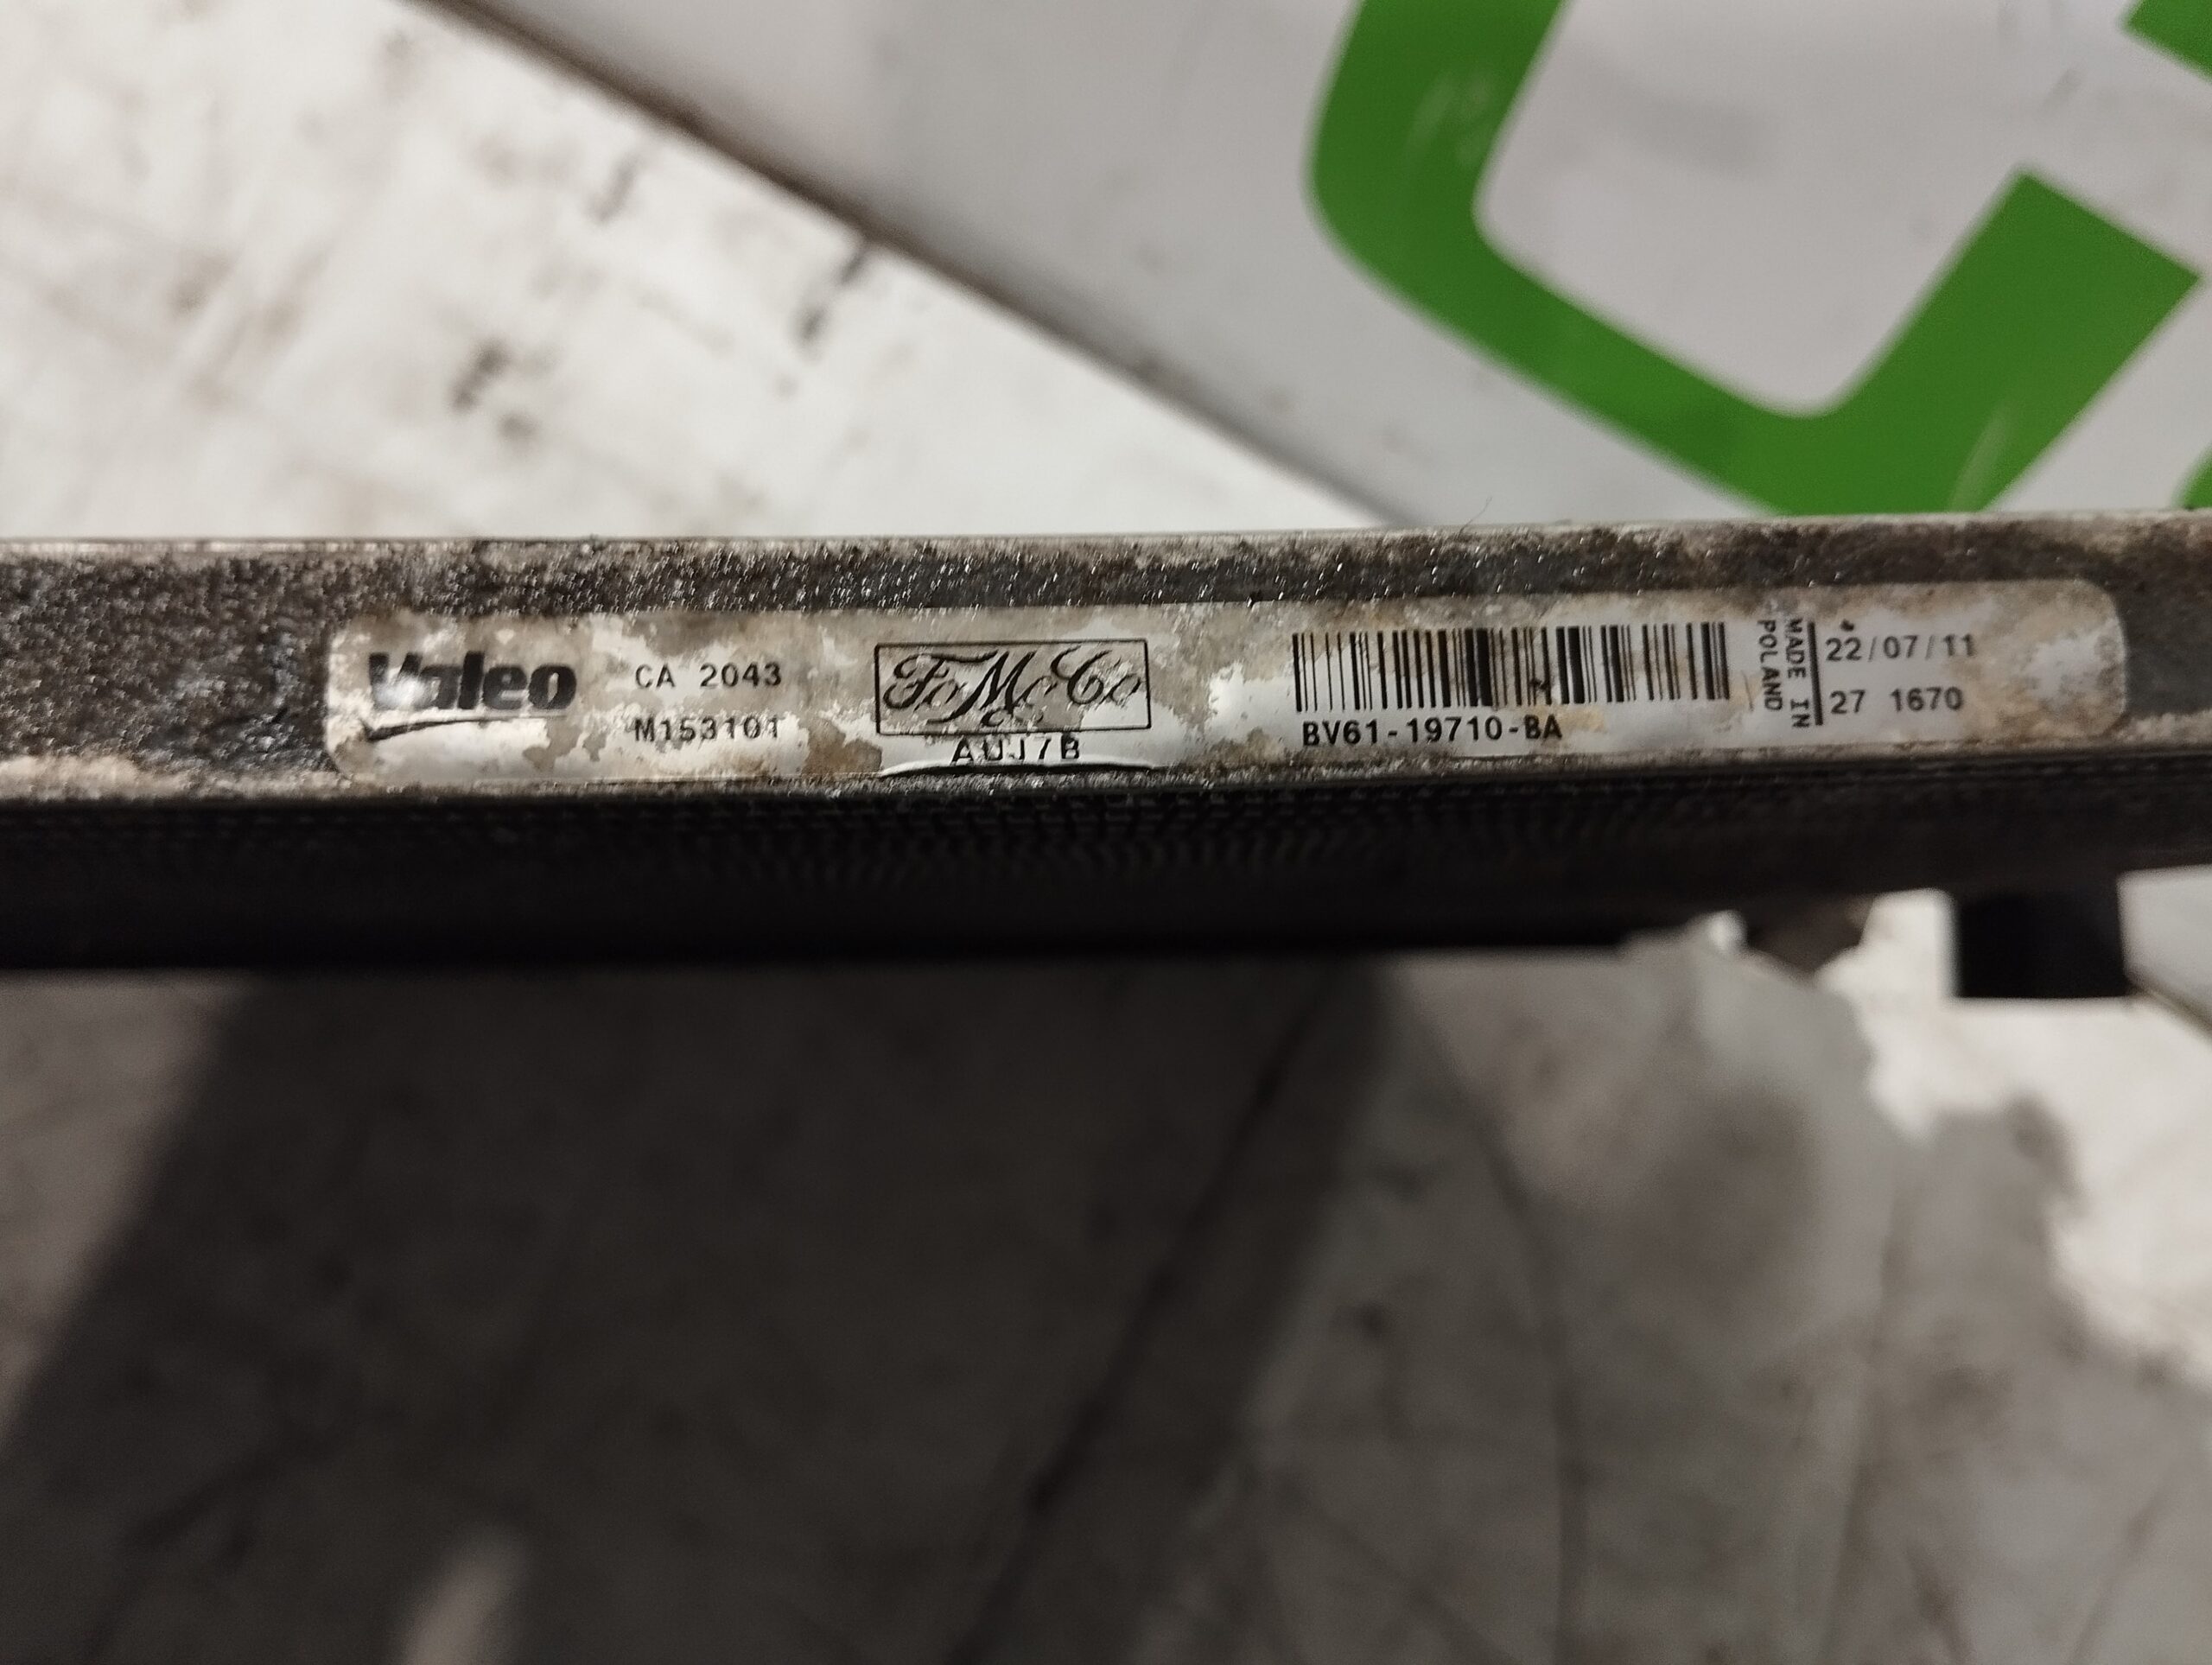 Valeo
CA 2043
M153101
FoMoCo
AUJ7B
BV61-19710-BA
MADE IN
POLAND
22/07/11
27 1670